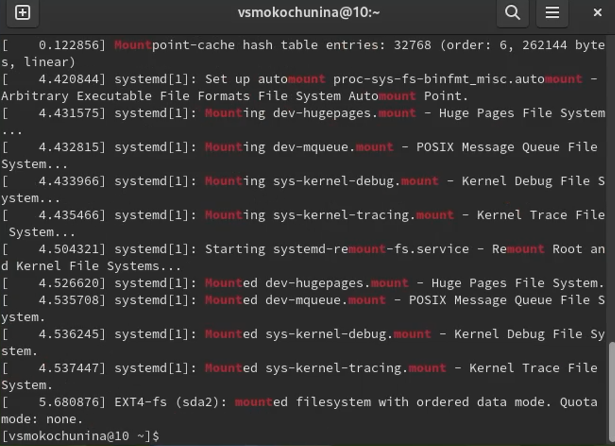 vsmokochunina@10:~
[    0.122856] Mountpoint-cache hash table entries: 32768 (order: 6, 262144 byte
s, linear)
[    4.420844] systemd[1]: Set up automount proc-sys-fs-binfmt_misc.automount -
Arbitrary Executable File Formats File System Automount Point.
[    4.431575] systemd[1]: Mounting dev-hugepages.mount - Huge Pages File System
...
[    4.432815] systemd[1]: Mounting dev-mqueue.mount - POSIX Message Queue File
System...
[    4.433966] systemd[1]: Mounting sys-kernel-debug.mount - Kernel Debug File S
ystem...
[    4.435466] systemd[1]: Mounting sys-kernel-tracing.mount - Kernel Trace File
 System...
[    4.504321] systemd[1]: Starting systemd-remount-fs.service - Remount Root an
d Kernel File Systems...
[    4.526620] systemd[1]: Mounted dev-hugepages.mount - Huge Pages File System.
[    4.535708] systemd[1]: Mounted dev-mqueue.mount - POSIX Message Queue File S
ystem.
[    4.536245] systemd[1]: Mounted sys-kernel-debug.mount - Kernel Debug File Sy
stem.
[    4.537447] systemd[1]: Mounted sys-kernel-tracing.mount - Kernel Trace File
System.
[    5.680876] EXT4-fs (sda2): mounted filesystem with ordered data mode. Quota
mode: none.
[vsmokochunina@10 ~]$